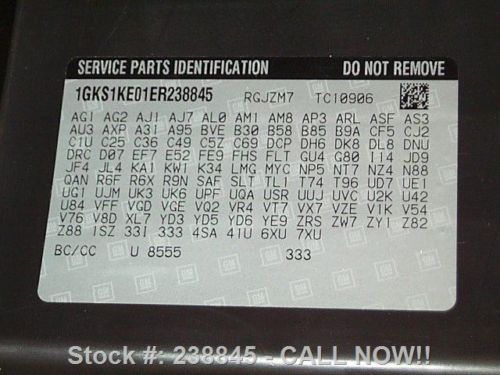 SERVICE PARTS IDENTIFICATION DO NOT REMOVE
1GKS1KE01ER238845 RGJZM7 TC10906
AG1 AG2 AJ1 AJ7 AL0 AM1 AM8 AP3 ARL ASF AS3
AU3 AXP A31 A95 BVE B30 B58 B85 B9A CF5 CJ2
C1U C25 C36 C49 C5Z C69 DCP DH6 DK8 DL8 DNU
DRC D07 EF7 E52 FE9 FHS FLT GU4 G80 I14 JD9
JF4 JL4 KA1 KW1 K34 LMG MYC NP5 NT7 NZ4 N88
QAN R6F R6X R9N SAF SLT TL1 T74 T96 UD7 UE1
UG1 UJM UK3 UK6 UPF UQA USR UUJ UVC U2K U42
U84 VFF VGD VGE VQ2 VR4 VT7 VX7 VZE V1K V54
V76 V8D XL7 YD3 YD5 YD6 YE9 ZRS ZW7 ZY1 Z82
Z88 1SZ 33I 333 4SA 41U 6XU 7XU
BC/CC U 8555 333
GM
Stock #: 238845 - CALL NOW!!